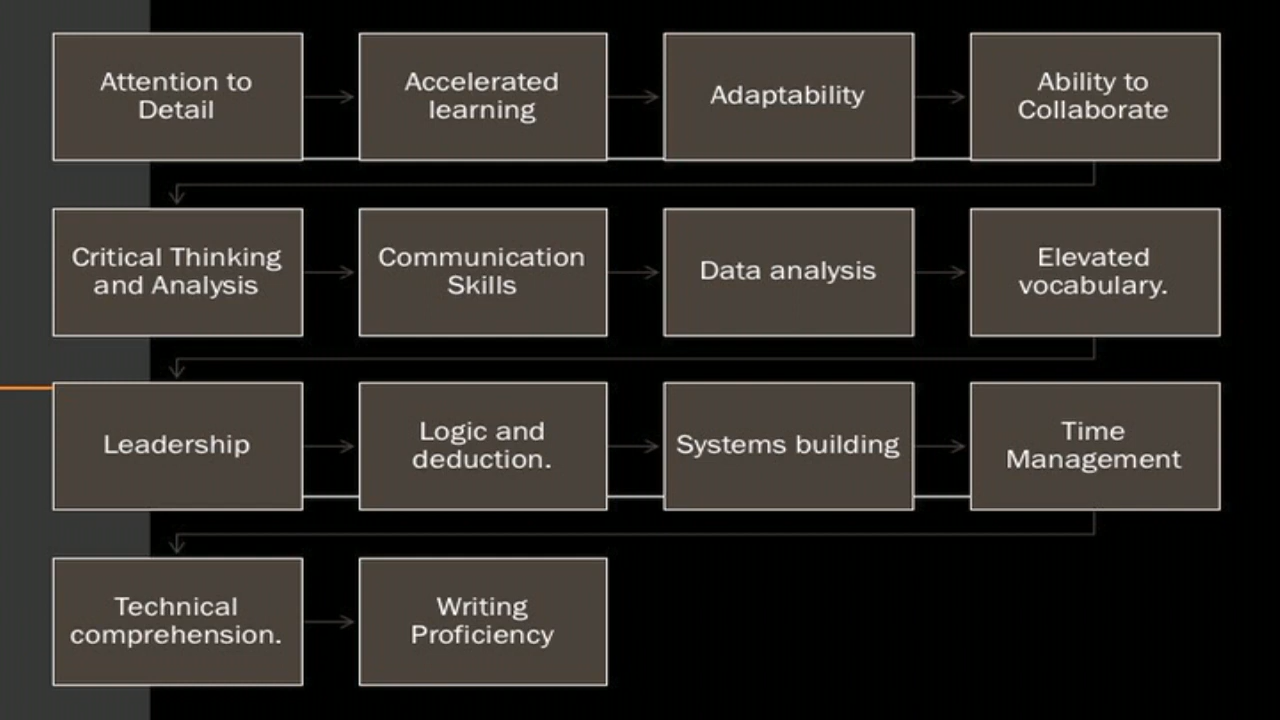 Attention to
Detail
Accelerated
learning
Adaptability
Ability to
Collaborate
Critical Thinking
and Analysis
Communication
Skills
Data analysis
Elevated
vocabulary.
Leadership
Logic and
deduction.
Systems building
Time
Management
Technical
comprehension.
Writing
Proficiency